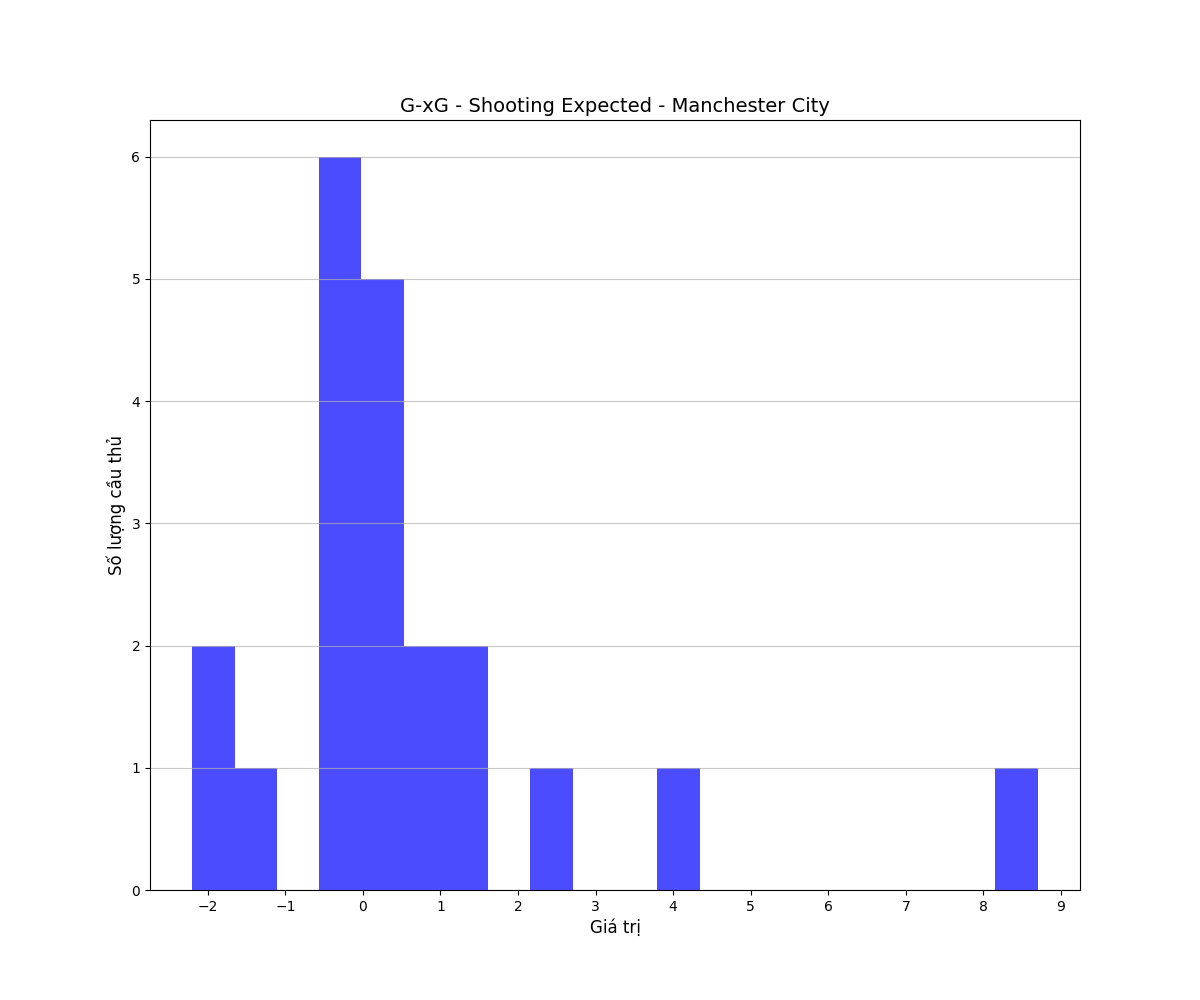 G-xG - Shooting Expected - Manchester City
6
5
4
3
2
1
0
Số lượng cầu thủ
−2 −1 0 1 2 3 4 5 6 7 8 9
Giá trị